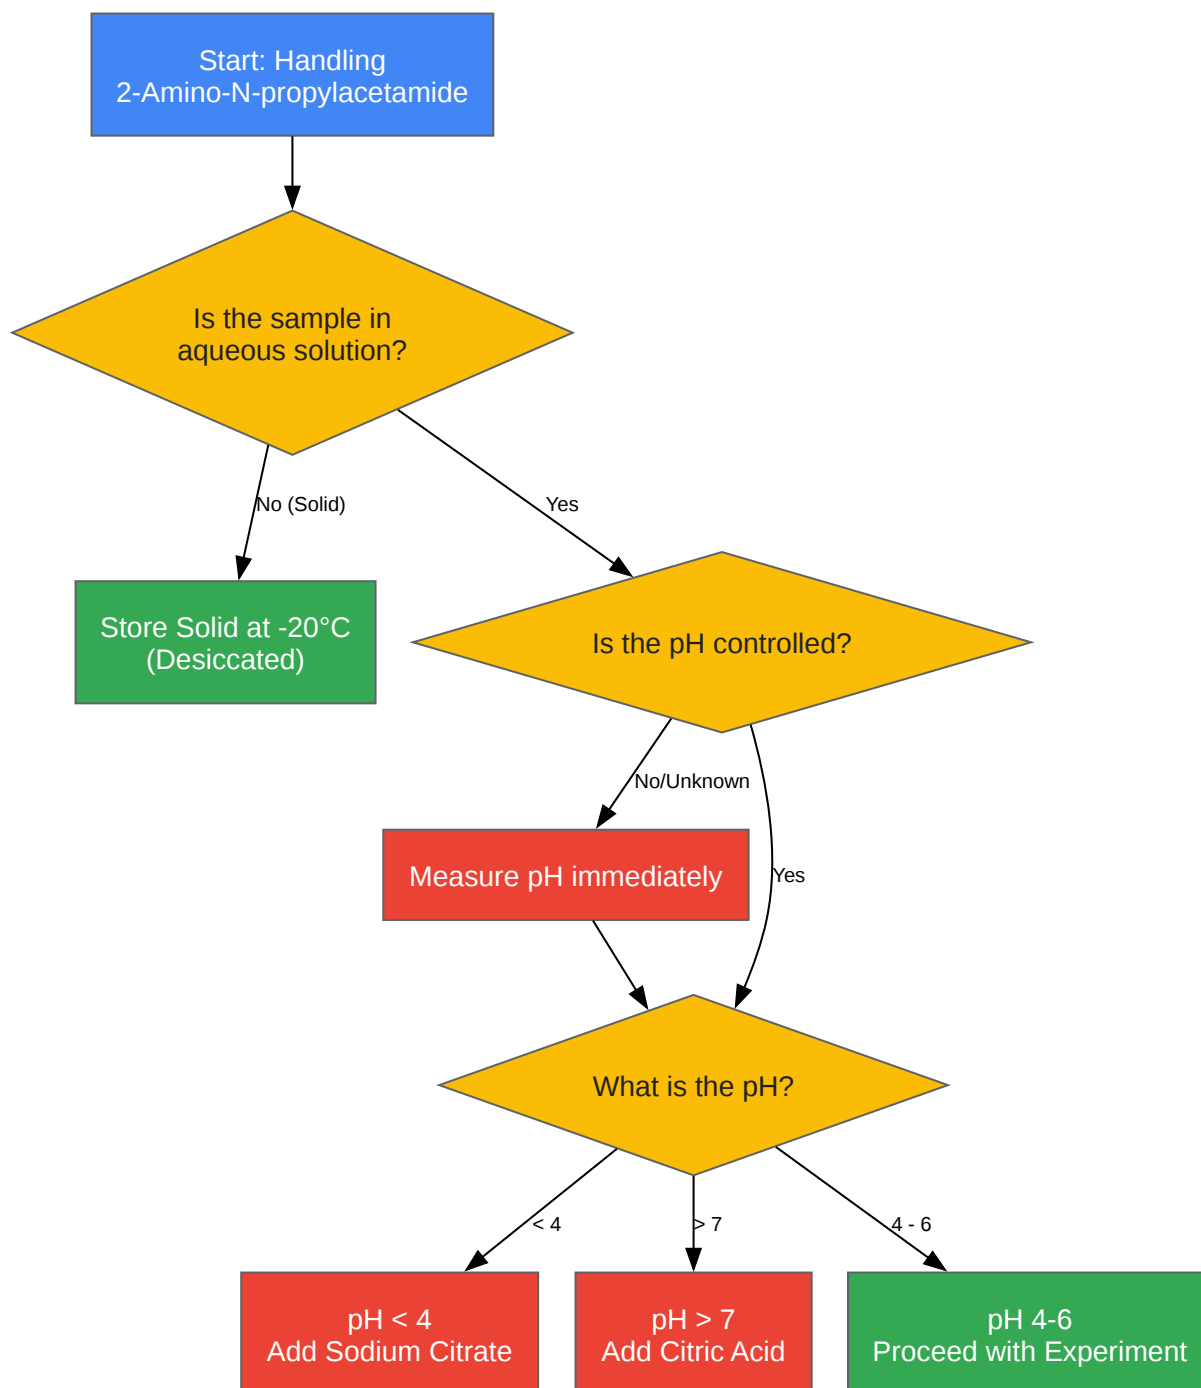 Start: Handling
2-Amino-N-propylacetamide
Is the sample in
aqueous solution?
No (Solid)
Yes
Store Solid at -20°C
(Desiccated)
Is the pH controlled?
No/Unknown
Measure pH immediately
Yes
What is the pH?
< 4
> 7
4 - 6
pH < 4
Add Sodium Citrate
pH > 7
Add Citric Acid
pH 4-6
Proceed with Experiment